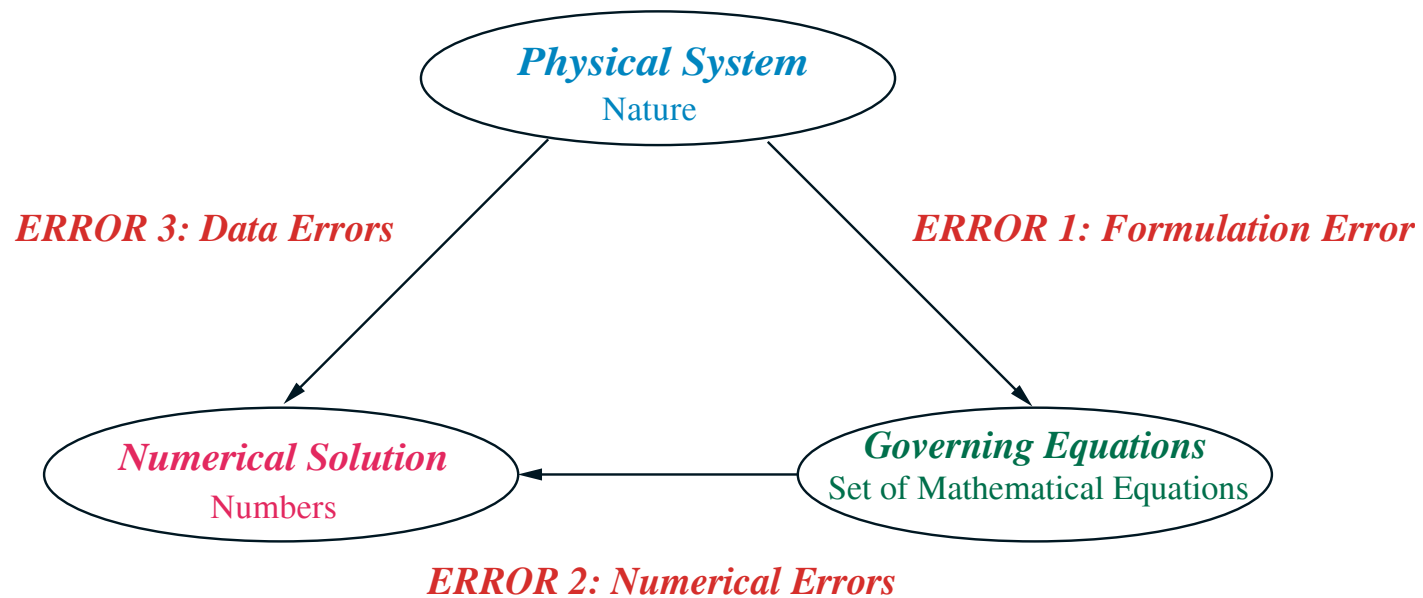 Physical System
Nature
ERROR 3: Data Errors
ERROR 1: Formulation Error
Numerical Solution
Numbers
Governing Equations
Set of Mathematical Equations
ERROR 2: Numerical Errors